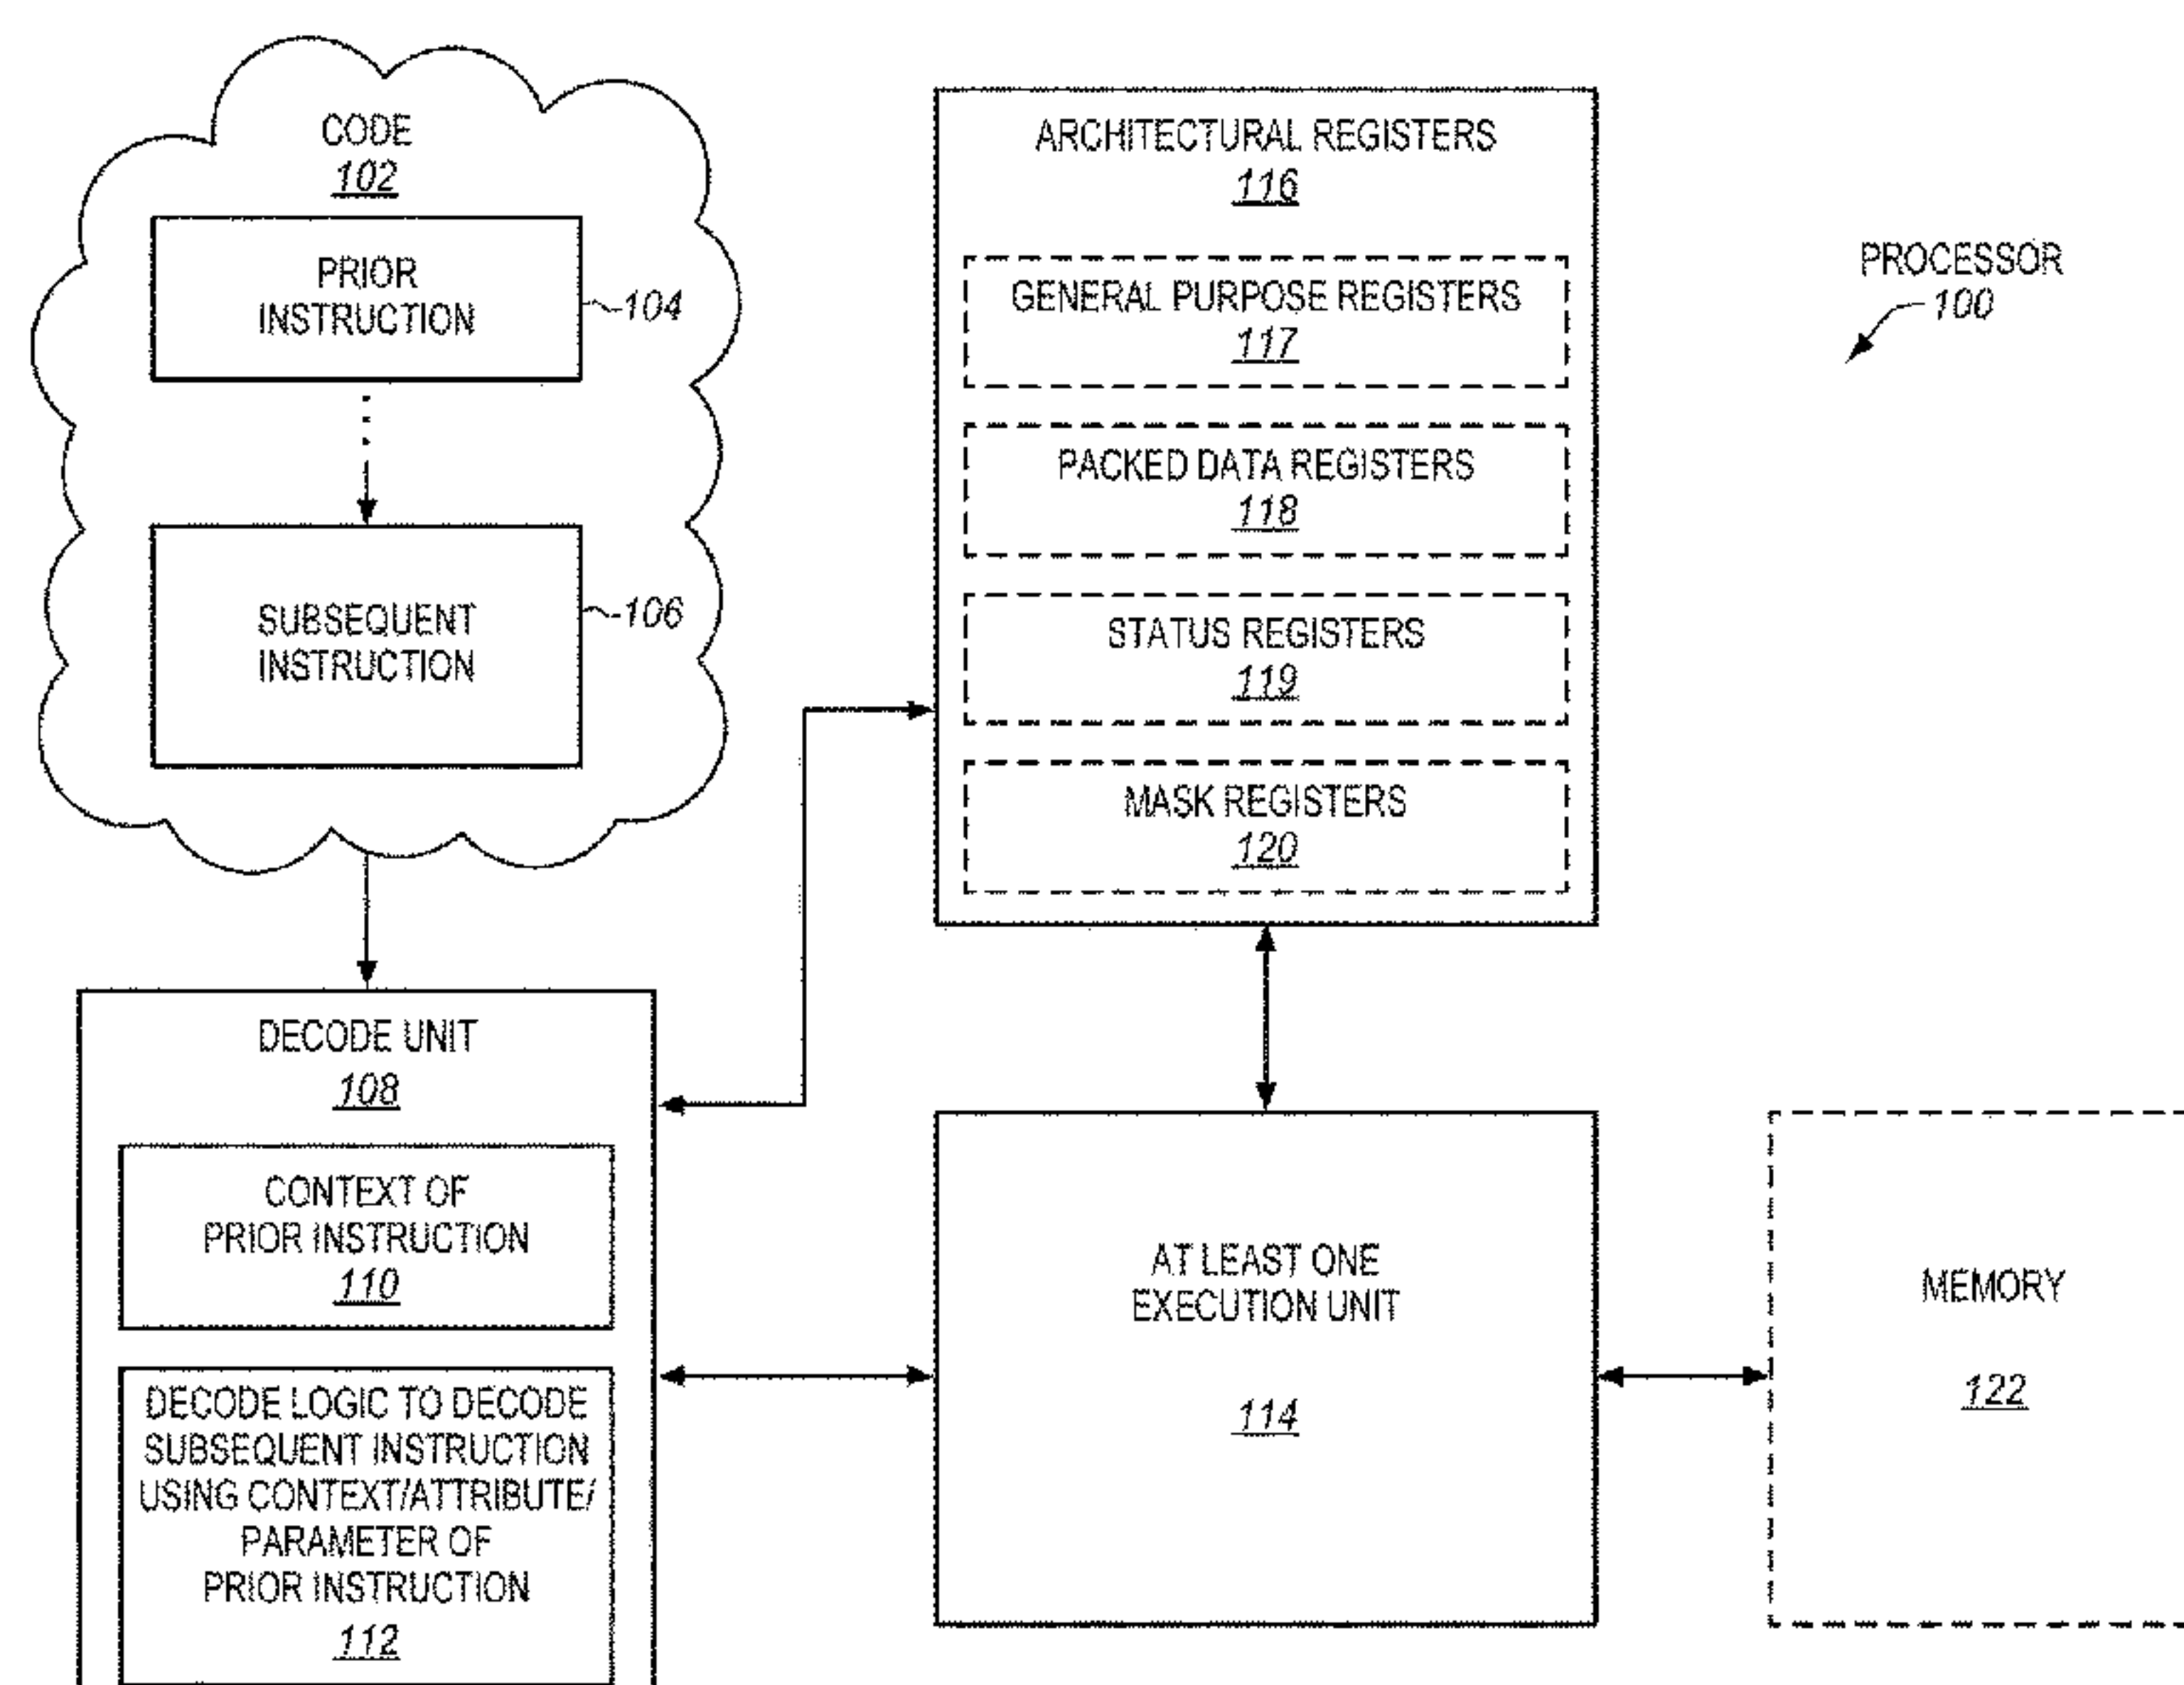 CODE
102
PRIOR
INSTRUCTION
104
SUBSEQUENT
INSTRUCTION
106
ARCHITECTURAL REGISTERS
116
GENERAL PURPOSE REGISTERS
117
PACKED DATA REGISTERS
118
STATUS REGISTERS
119
MASK REGISTERS
120
PROCESSOR
100
DECODE UNIT
108
CONTEXT OF
PRIOR INSTRUCTION
110
DECODE LOGIC TO DECODE
SUBSEQUENT INSTRUCTION
USING CONTEXT/ATTRIBUTE/
PARAMETER OF
PRIOR INSTRUCTION
112
AT LEAST ONE
EXECUTION UNIT
114
MEMORY
122